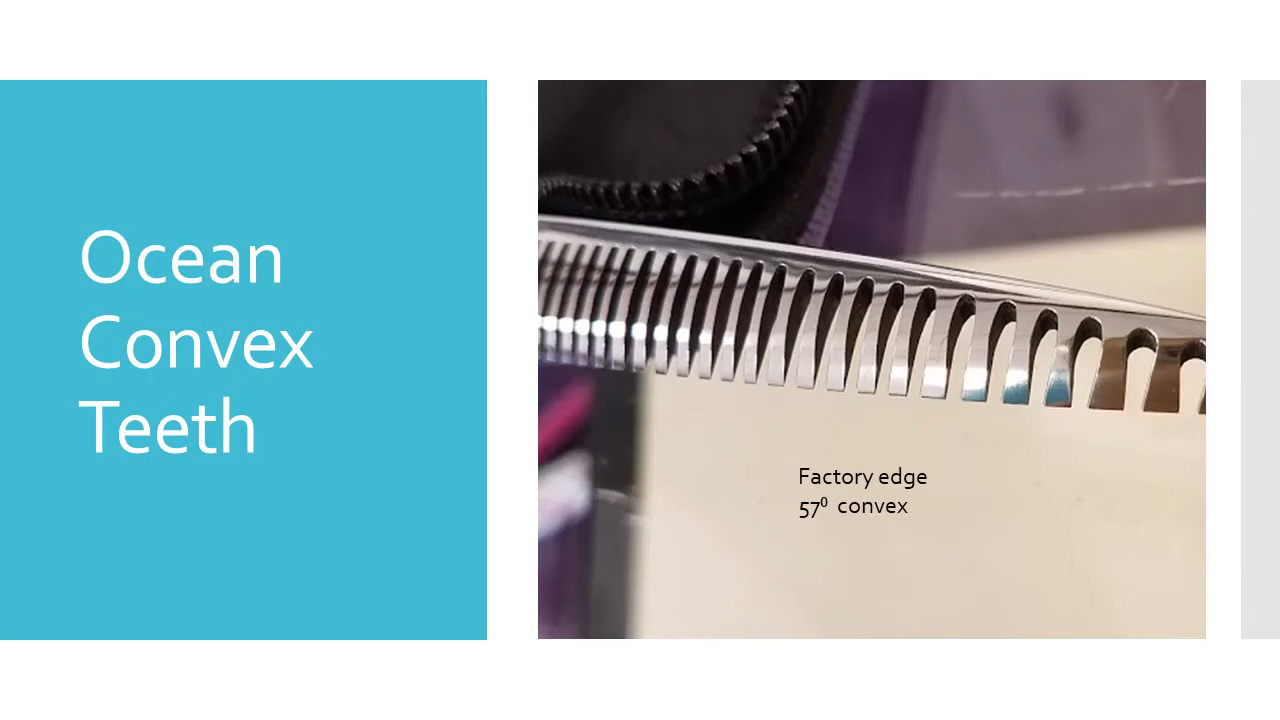 Ocean
Convex
Teeth
Factory edge
57⁰ convex